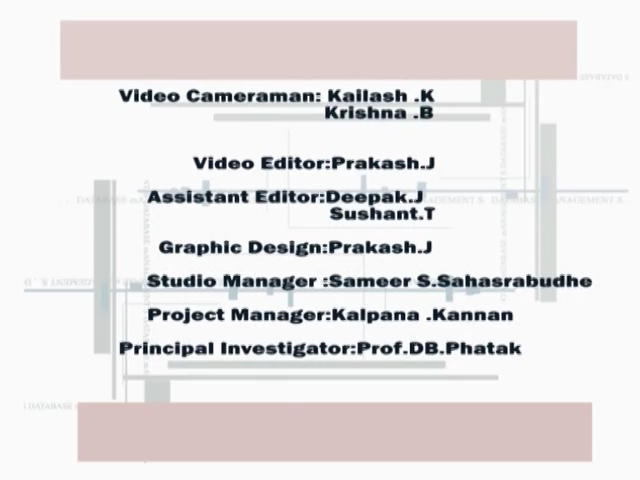 Video Cameraman: Kailash .K
Krishna .B
Video Editor:Prakash.J
Assistant Editor:Deepak.J
Sushant.T
Graphic Design:Prakash.J
Studio Manager :Sameer S.Sahasrabudhe
Project Manager:Kalpana .Kannan
Principal Investigator:Prof.DB.Phatak